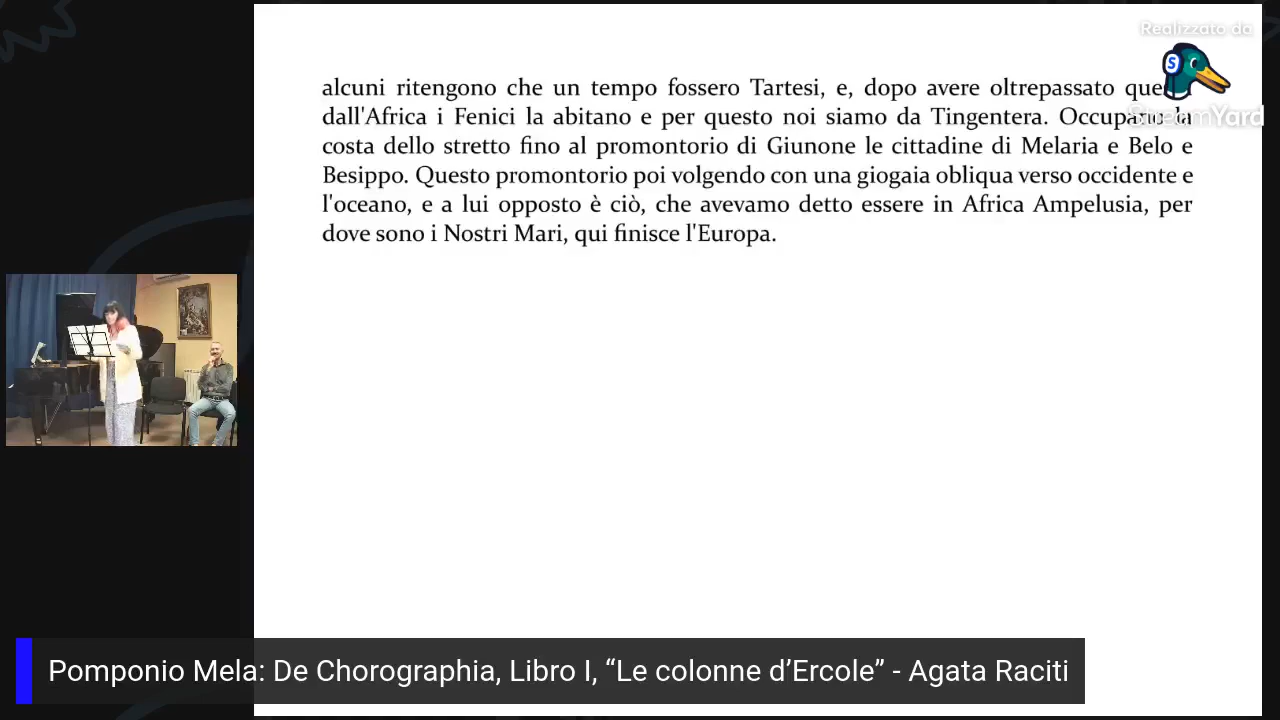 Realizzato da
StreamYard
alcuni ritengono che un tempo fossero Tartesi, e, dopo avere oltrepassato
dall'Africa i Fenici la abitano e per questo noi siamo da Tingentera. Occupano la
costa dello stretto fino al promontorio di Giunone le cittadine di Melaria e Belo e
Besippo. Questo promontorio poi volgendo con una giogaia obliqua verso occidente e
l'oceano, e a lui opposto è ciò, che avevamo detto essere in Africa Ampelusia, per
dove sono i Nostri Mari, qui finisce l'Europa.
Pomponio Mela: De Chorographia, Libro I, “Le colonne d’Ercole” - Agata Raciti